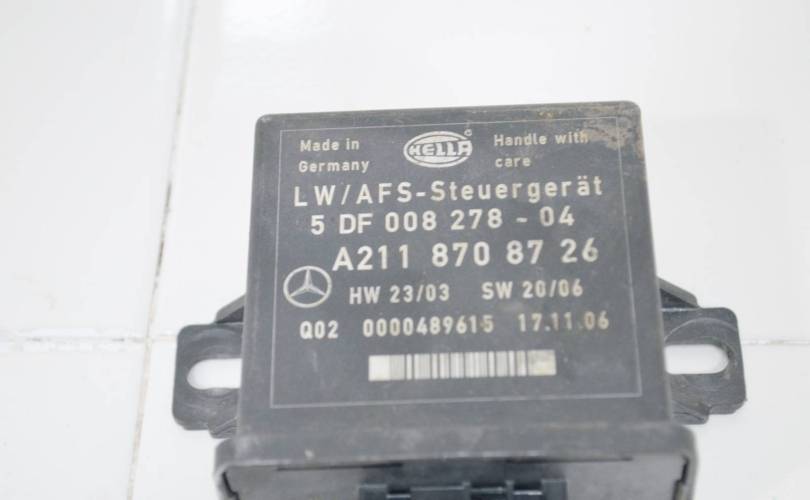 Made in Germany
HELLA
Handle with care
LW/AFS-Steuergerät
5 DF 008 278 - 04
A211 870 87 26
HW 23/03 SW 20/06
Q02 0000489615 17.11.06